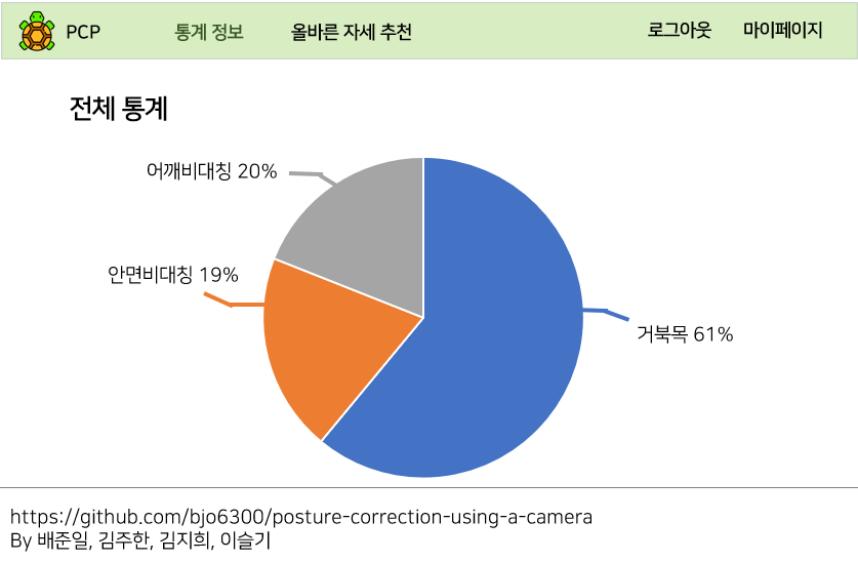 PCP 통계 정보 올바른 자세 추천 로그아웃 마이페이지
전체 통계
어깨비대칭 20%
안면비대칭 19%
거북목 61%
https://github.com/bjo6300/posture-correction-using-a-camera
By 배준일, 김주한, 김지희, 이슬기